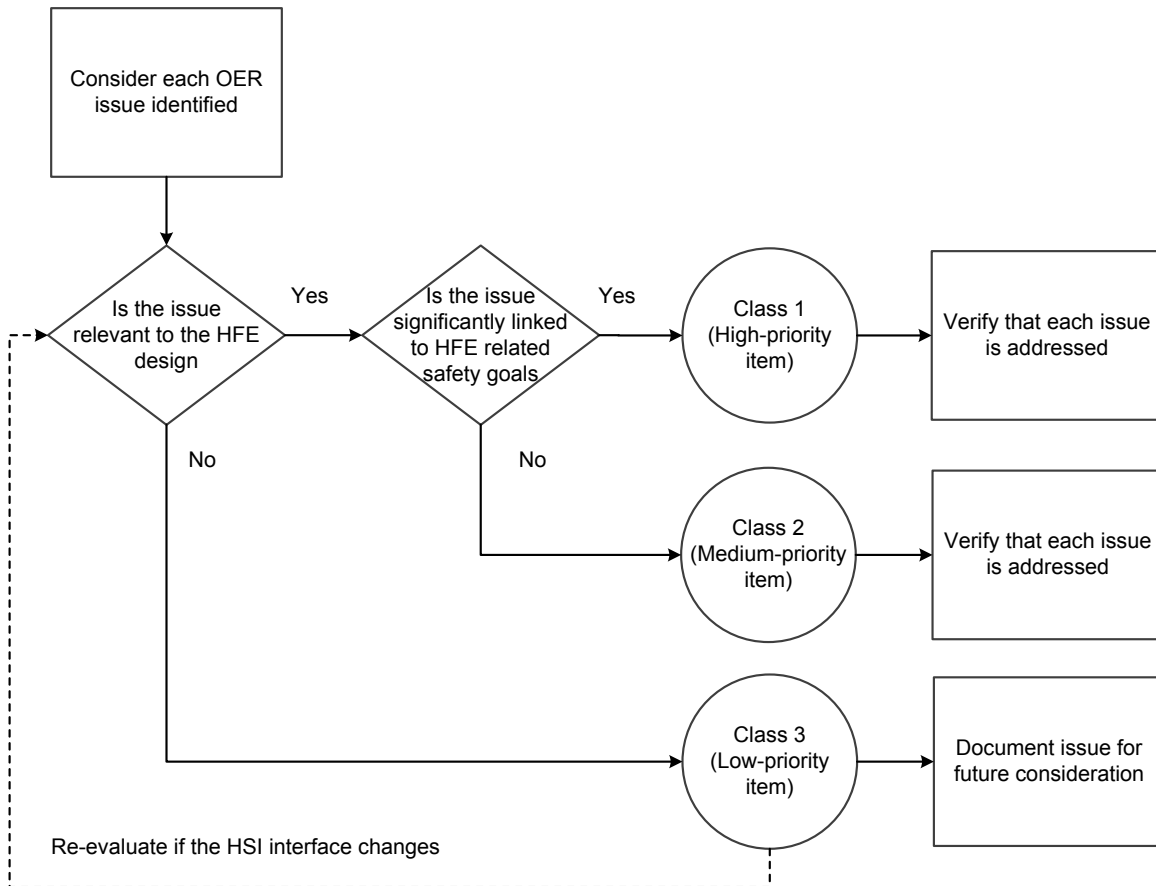 Consider each OER
issue identified
Is the issue
relevant to the HFE
design
Yes
Is the issue
significantly linked
to HFE related
safety goals
Yes
Class 1
(High-priority
item)
Verify that each issue
is addressed
No
No
Class 2
(Medium-priority
item)
Verify that each issue
is addressed
Class 3
(Low-priority
item)
Document issue for
future consideration
Re-evaluate if the HSI interface changes